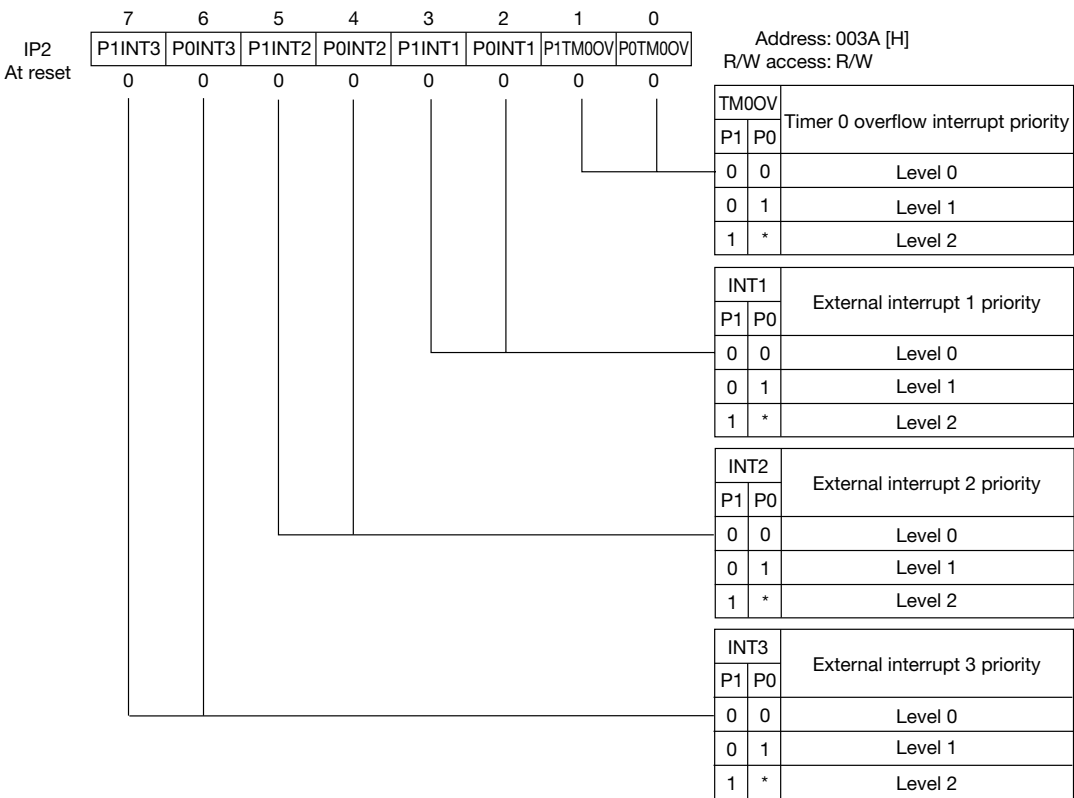 7 6 5 4 3 2 1 0
IP2 P1INT3 P0INT3 P1INT2 P0INT2 P1INT1 P0INT1 P1TM0OV P0TM0OV
At reset 0 0 0 0 0 0 0 0
Address: 003A [H]
R/W access: R/W
TM0OV Timer 0 overflow interrupt priority
P1 P0
0 0 Level 0
0 1 Level 1
1 * Level 2
INT1 External interrupt 1 priority
P1 P0
0 0 Level 0
0 1 Level 1
1 * Level 2
INT2 External interrupt 2 priority
P1 P0
0 0 Level 0
0 1 Level 1
1 * Level 2
INT3 External interrupt 3 priority
P1 P0
0 0 Level 0
0 1 Level 1
1 * Level 2